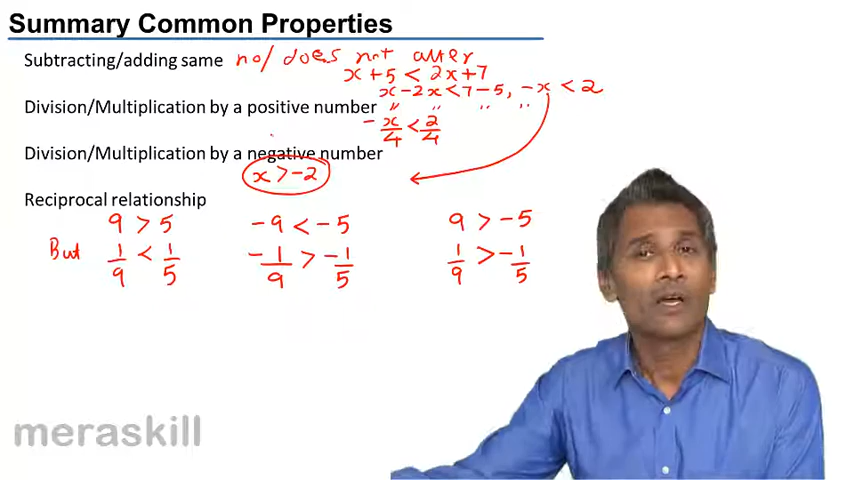 Summary Common Properties
Subtracting/adding same no/ does not alter
x + 5 < 2x + 7
x - 2x < 7 - 5, -x < 2
Division/Multiplication by a positive number " " " "
- x/4 < 2/4
Division/Multiplication by a negative number
x > -2
Reciprocal relationship
9 > 5 -9 < -5 9 > -5
But 1/9 < 1/5 -1/9 > -1/5 1/9 > -1/5
meraskill